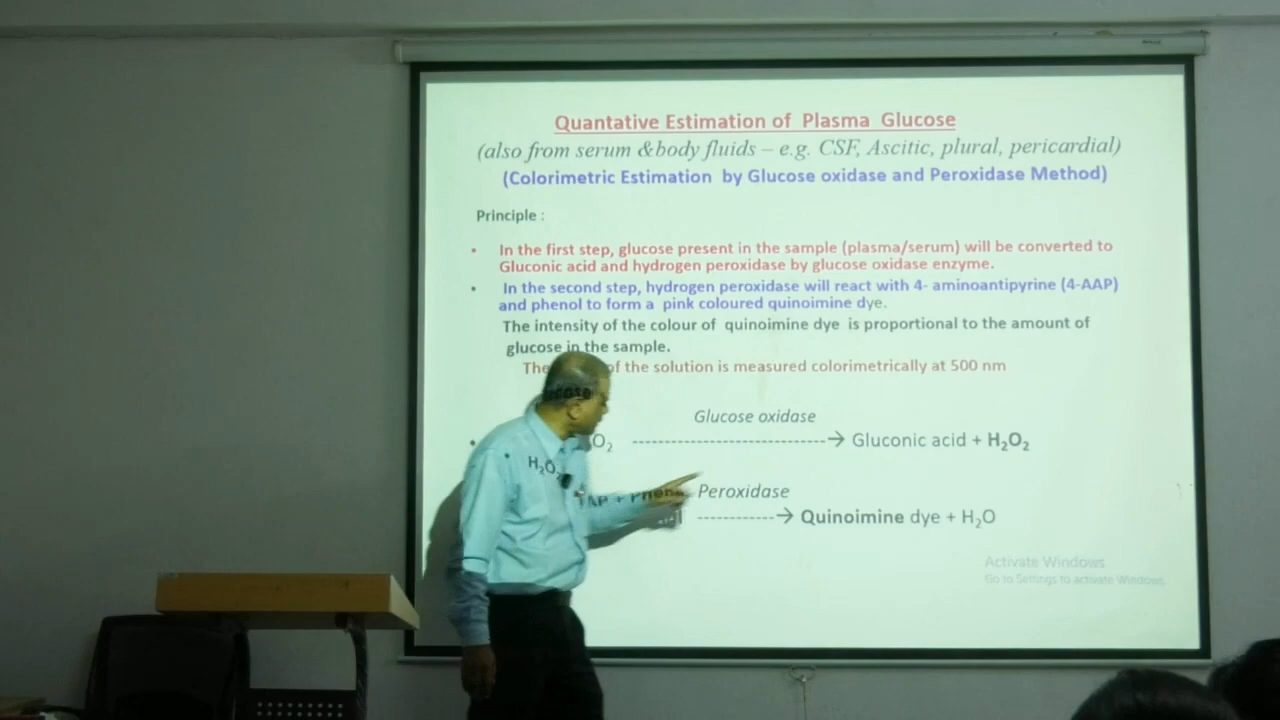 Quantative Estimation of Plasma Glucose
(also from serum &body fluids – e.g. CSF, Ascitic, plural, pericardial)
(Colorimetric Estimation by Glucose oxidase and Peroxidase Method)
Principle :
• In the first step, glucose present in the sample (plasma/serum) will be converted to
Gluconic acid and hydrogen peroxidase by glucose oxidase enzyme.
• In the second step, hydrogen peroxidase will react with 4- aminoantipyrine (4-AAP)
and phenol to form a pink coloured quinoimine dye.
The intensity of the colour of quinoimine dye is proportional to the amount of
glucose in the sample.
The of the solution is measured colorimetrically at 500 nm
Glucose oxidase
• O₂ ----------------------------→ Gluconic acid + H₂O₂
• H₂O₂
Peroxidase
-----------→ Quinoimine dye + H₂O
Activate Windows
Go to Settings to activate Windows.